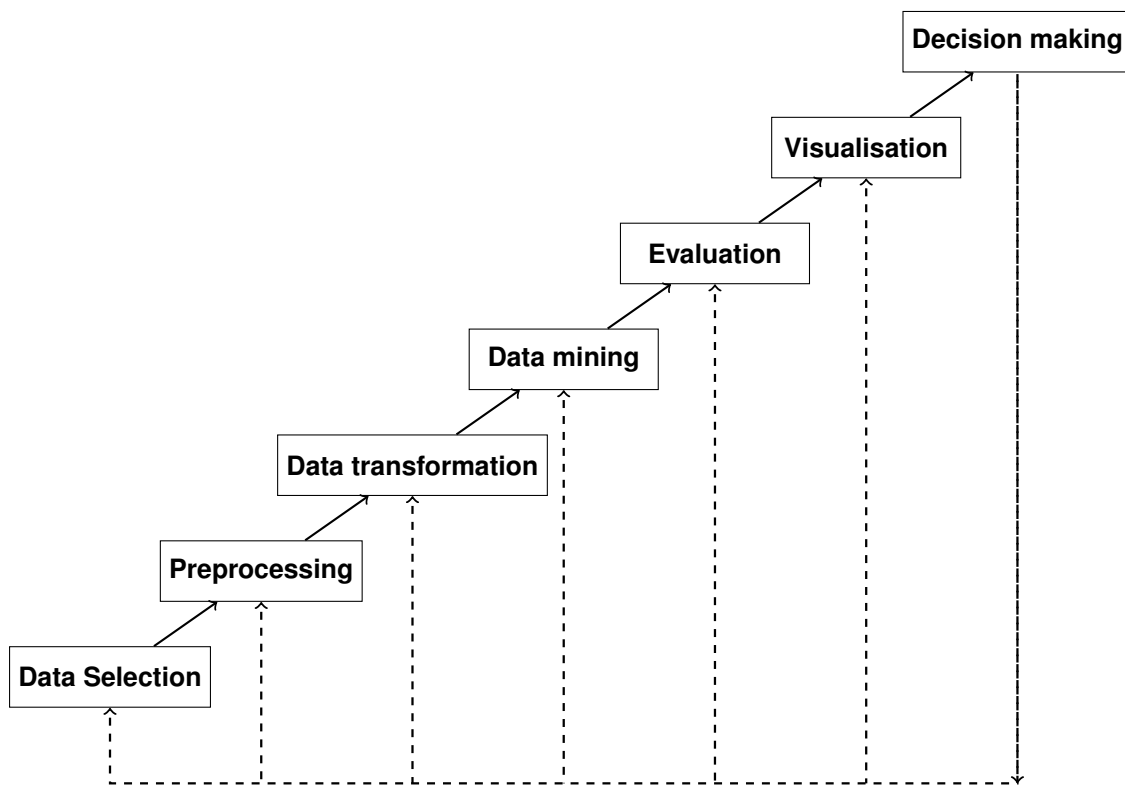 Decision making
Visualisation
Evaluation
Data mining
Data transformation
Preprocessing
Data Selection